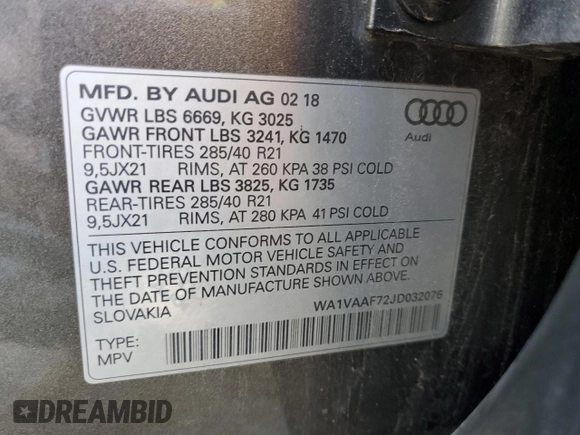 MFD. BY AUDI AG 02 18
GVWR LBS 6669, KG 3025
GAWR FRONT LBS 3241, KG 1470
FRONT-TIRES 285/40 R21
9,5JX21 RIMS, AT 260 KPA 38 PSI COLD
GAWR REAR LBS 3825, KG 1735
REAR-TIRES 285/40 R21
9,5JX21 RIMS, AT 280 KPA 41 PSI COLD
THIS VEHICLE CONFORMS TO ALL APPLICABLE
U.S. FEDERAL MOTOR VEHICLE SAFETY AND
THEFT PREVENTION STANDARDS IN EFFECT ON
THE DATE OF MANUFACTURE SHOWN ABOVE.
SLOVAKIA
WA1VAAF72JD032076
TYPE:
MPV
Audi
DREAMBID